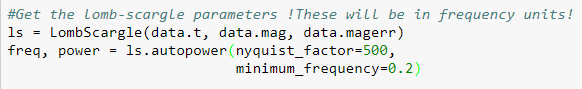 #Get the lomb-scargle parameters !These will be in frequency units!
ls = LombScargle(data.t, data.mag, data.magerr)
freq, power = ls.autopower(nyquist_factor=500,
minimum_frequency=0.2)